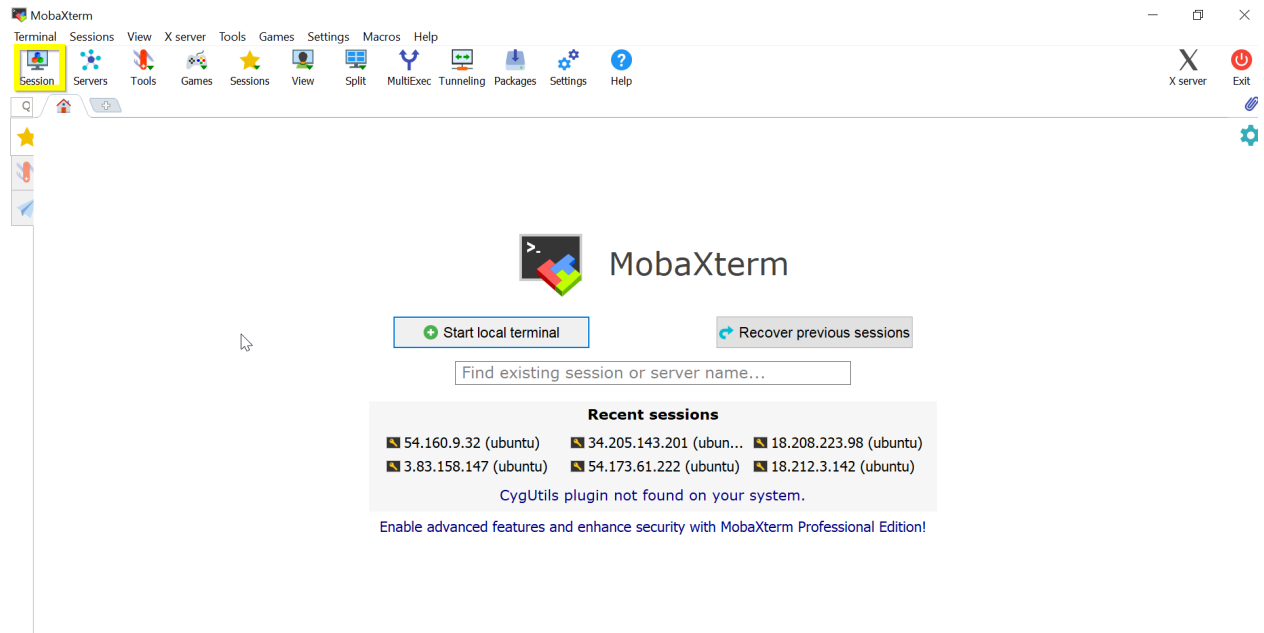 MobaXterm
Terminal Sessions View X server Tools Games Settings Macros Help
Session Servers Tools Games Sessions View Split MultiExec Tunneling Packages Settings Help X server Exit
>_ MobaXterm
Start local terminal Recover previous sessions
Find existing session or server name...
Recent sessions
54.160.9.32 (ubuntu) 34.205.143.201 (ubun... 18.208.223.98 (ubuntu)
3.83.158.147 (ubuntu) 54.173.61.222 (ubuntu) 18.212.3.142 (ubuntu)
CygUtils plugin not found on your system.
Enable advanced features and enhance security with MobaXterm Professional Edition!